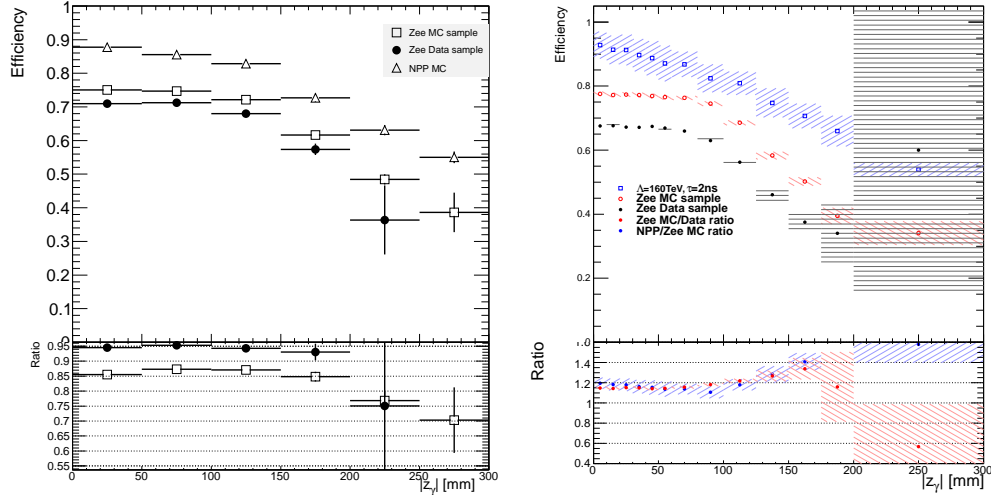 Efficiency
1
0.9
0.8
0.7
0.6
0.5
0.4
0.3
0.2
0.1
0
Zee MC sample
Zee Data sample
NPP MC
Ratio
0.95
0.9
0.85
0.8
0.75
0.7
0.65
0.6
0.55
0 50 100 150 200 250 300
|z_γ| [mm]
Efficiency
1
0.8
0.6
0.4
0.2
0
Λ=160TeV, τ=2ns
Zee MC sample
Zee Data sample
Zee MC/Data ratio
NPP/Zee MC ratio
Ratio
1.4
1.2
1
0.8
0.6
0.4
0 50 100 150 200 250 300
|z_γ| [mm]